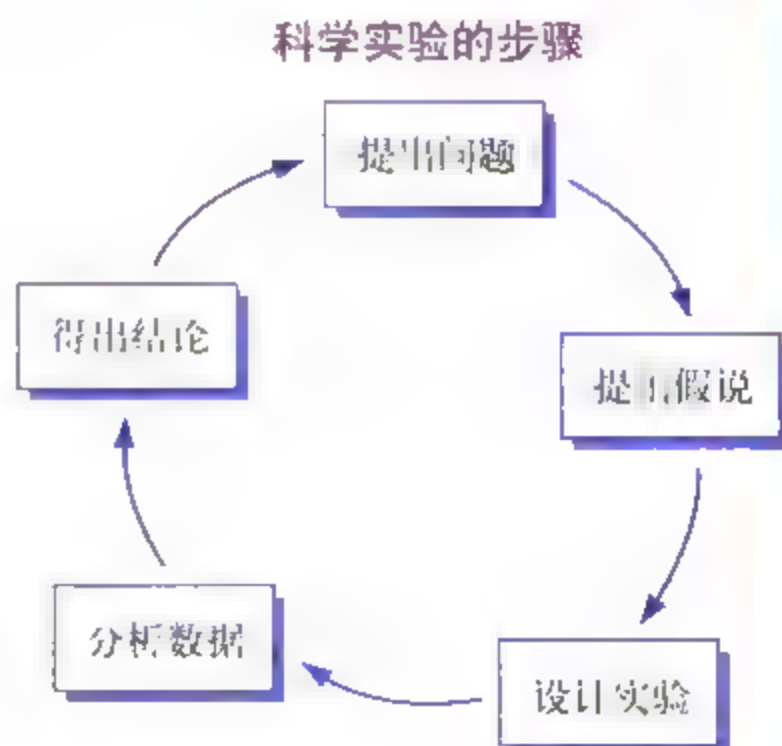 科学实验的步骤
提出问题
提出假说
设计实验
分析数据
得出结论